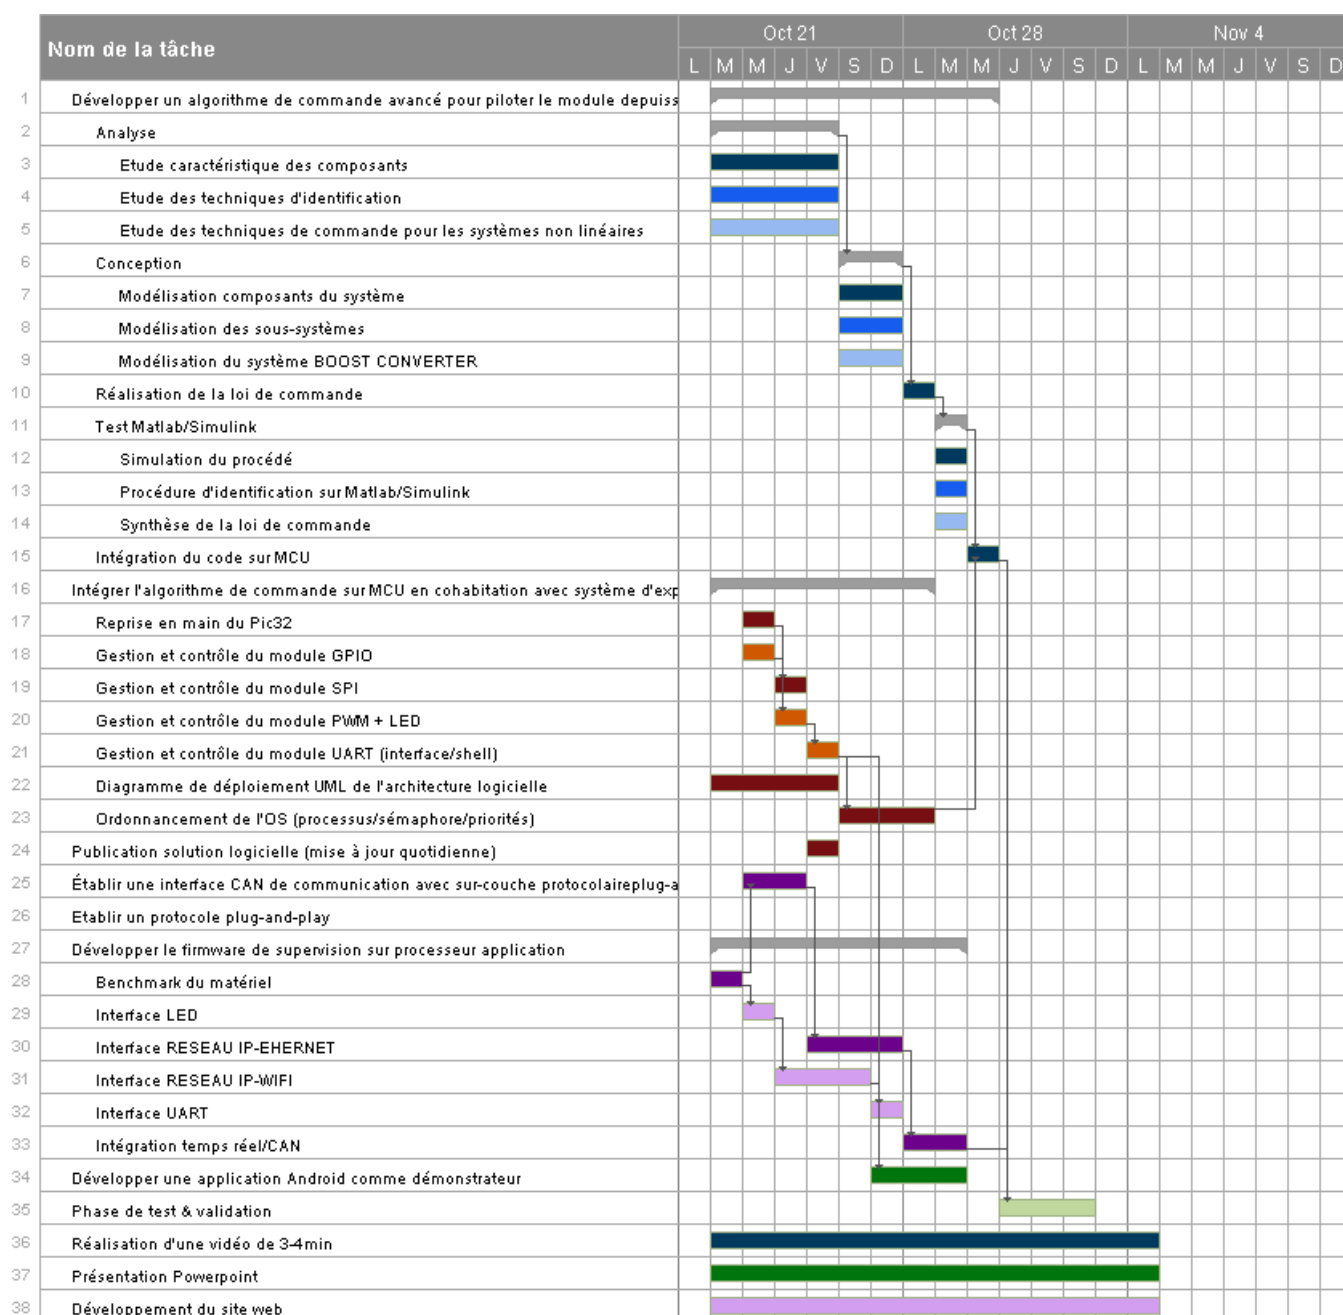 Nom de la tâche
Oct 21 Oct 28 Nov 4
L M M J V S D L M M J V S D L M M J V S D
1 Développer un algorithme de commande avancé pour piloter le module depuiss
2 Analyse
3 Etude caractéristique des composants
4 Etude des techniques d'identification
5 Etude des techniques de commande pour les systèmes non linéaires
6 Conception
7 Modélisation composants du système
8 Modélisation des sous-systèmes
9 Modélisation du système BOOST CONVERTER
10 Réalisation de la loi de commande
11 Test Matlab/Simulink
12 Simulation du procédé
13 Procédure d'identification sur Matlab/Simulink
14 Synthèse de la loi de commande
15 Intégration du code sur MCU
16 Intégrer l'algorithme de commande sur MCU en cohabitation avec système d'exp
17 Reprise en main du Pic32
18 Gestion et contrôle du module GPIO
19 Gestion et contrôle du module SPI
20 Gestion et contrôle du module PWM + LED
21 Gestion et contrôle du module UART (interface/shell)
22 Diagramme de déploiement UML de l'architecture logicielle
23 Ordonnancement de l'OS (processus/sémaphore/priorités)
24 Publication solution logicielle (mise à jour quotidienne)
25 Établir une interface CAN de communication avec sur-couche protocolaireplug-a
26 Etablir un protocole plug-and-play
27 Développer le firmware de supervision sur processeur application
28 Benchmark du matériel
29 Interface LED
30 Interface RESEAU IP-EHERNET
31 Interface RESEAU IP-WIFI
32 Interface UART
33 Intégration temps réel/CAN
34 Développer une application Android comme démonstrateur
35 Phase de test & validation
36 Réalisation d'une vidéo de 3-4min
37 Présentation Powerpoint
38 Développement du site web